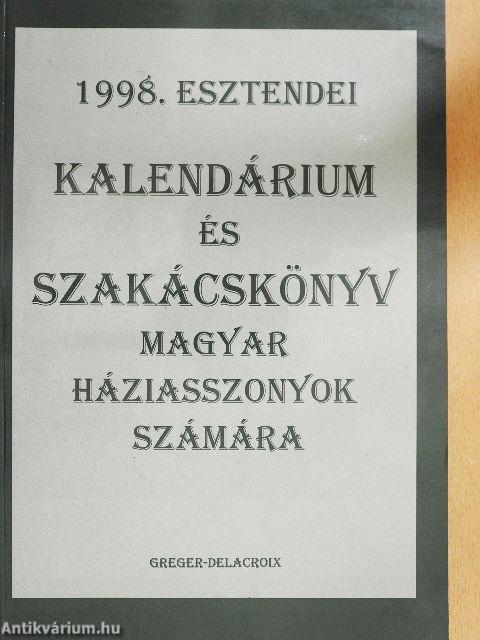 1998. ESZTENDEI
KALENDÁRIUM
ÉS
SZAKÁCSKÖNYV
MAGYAR
HÁZIASSZONYOK
SZÁMÁRA
GREGER-DELACROIX
Antikvárium.hu